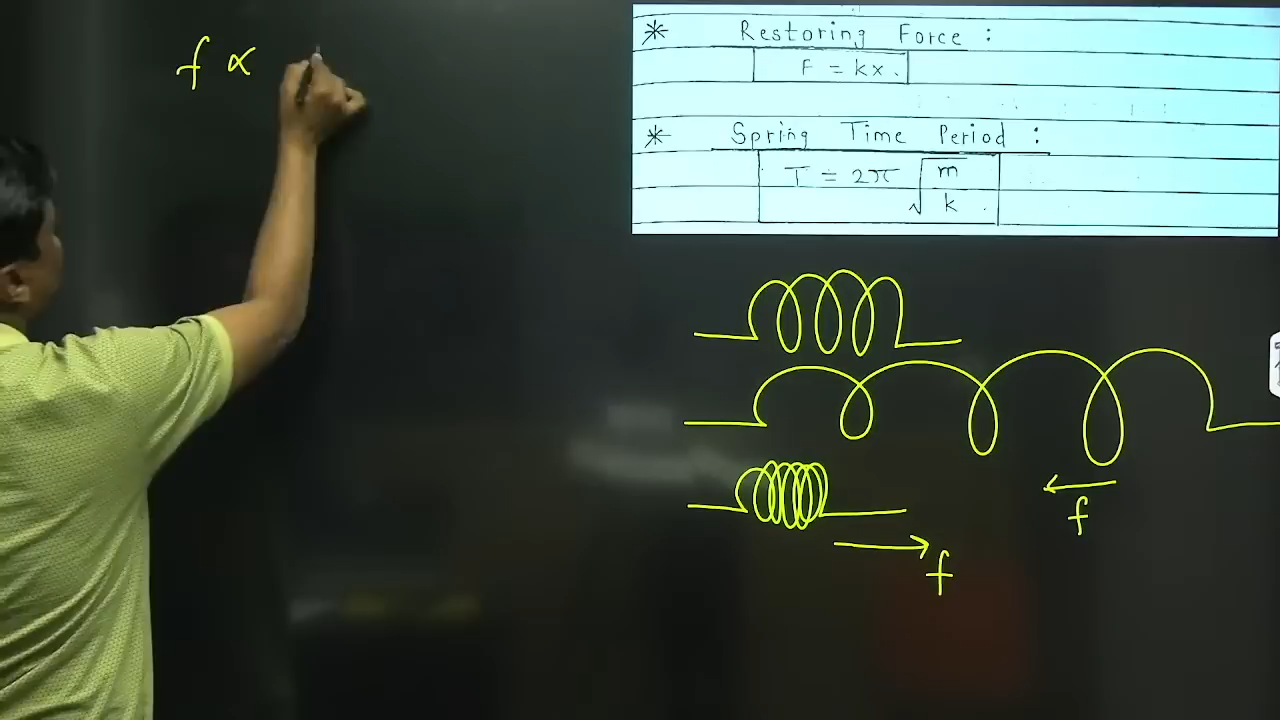 f ∝
* Restoring Force :
F = kx.
* Spring Time Period :
T = 2π √m/k.
f
f